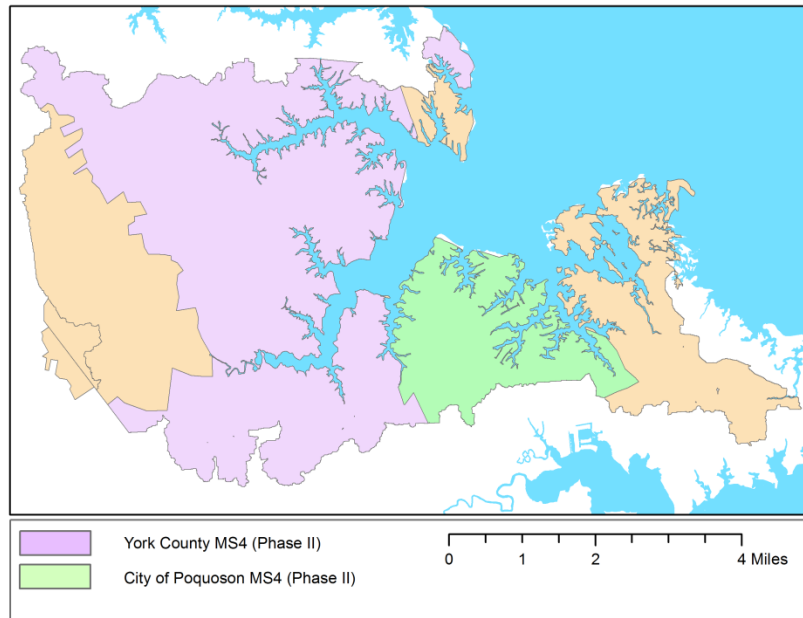 York County MS4 (Phase II)
City of Poquoson MS4 (Phase II)
0 1 2 4 Miles